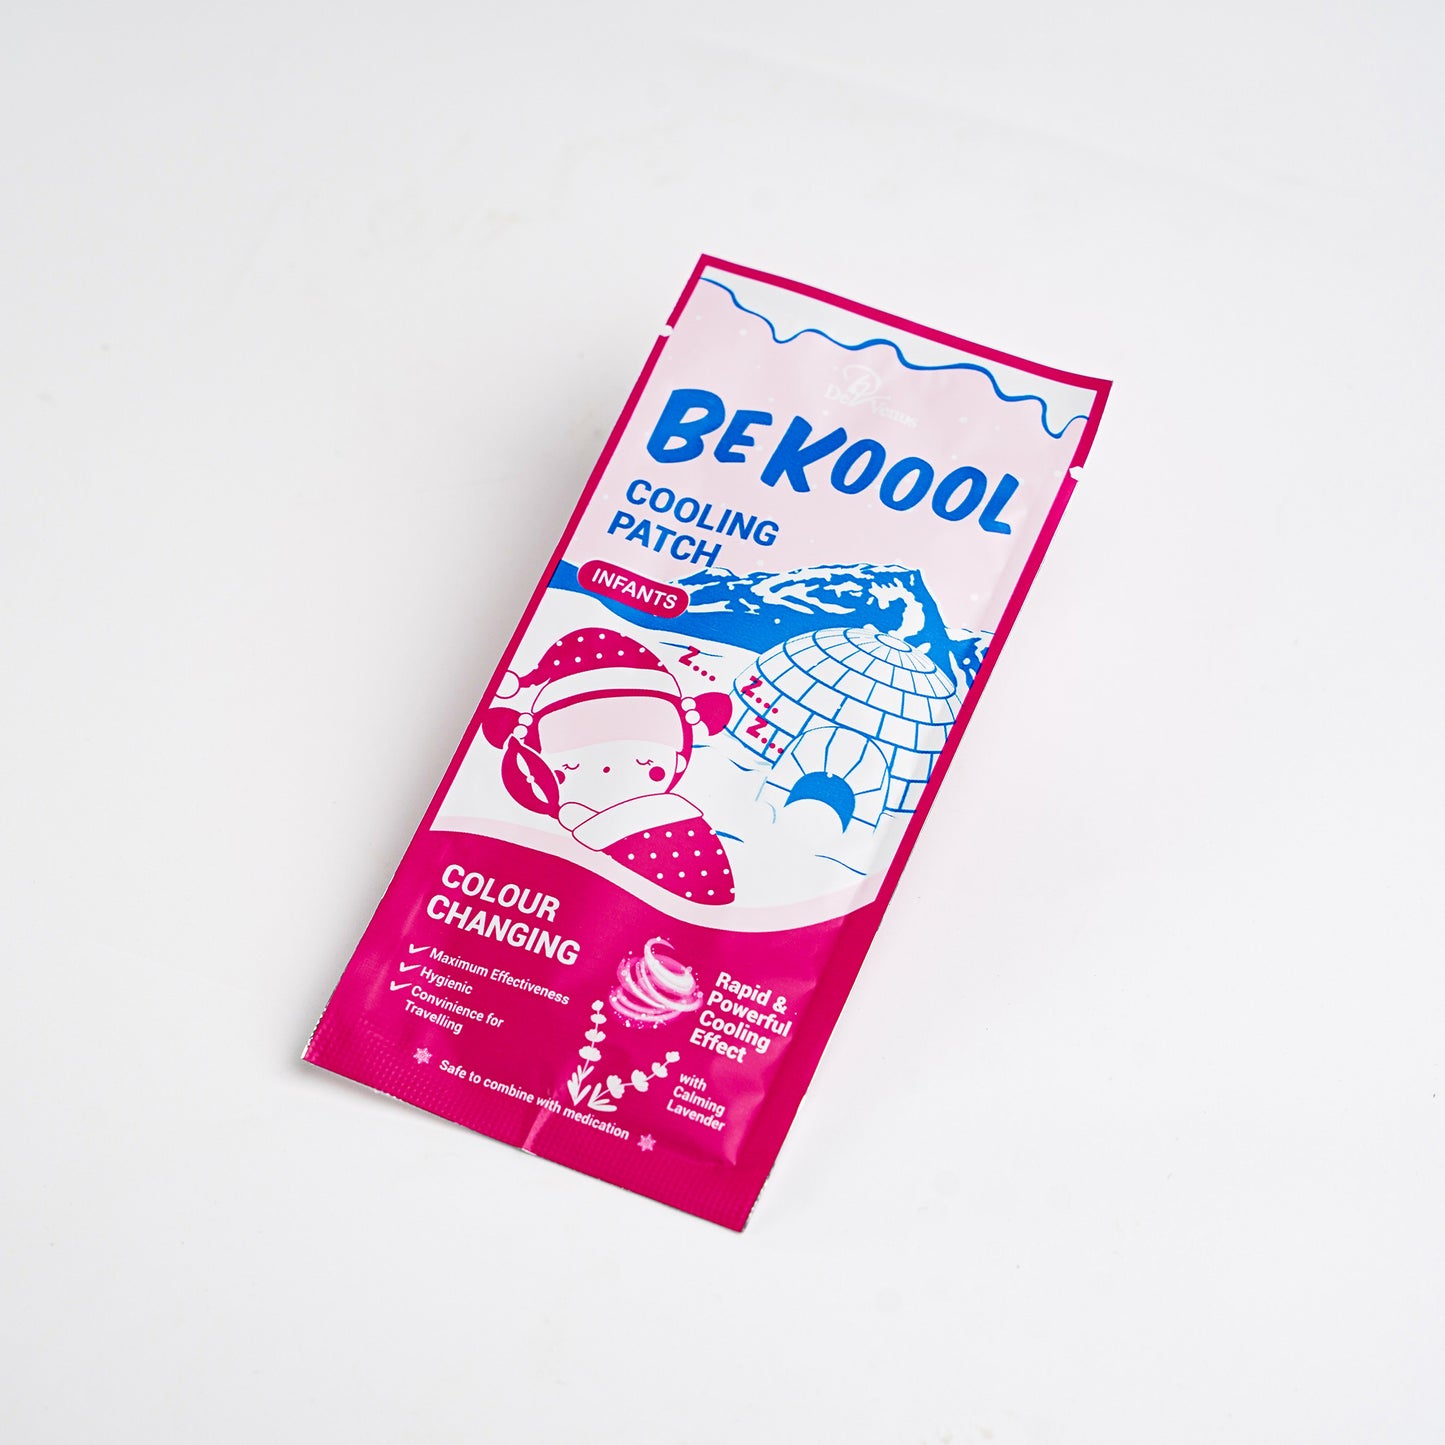 De Venus
BE KOOOL
COOLING
PATCH
INFANTS
Z...
Z...
Z...
COLOUR
CHANGING
Maximum Effectiveness
Hygienic
Convinience for
Travelling
Rapid &
Powerful
Cooling
Effect
with
Calming
Lavender
Safe to combine with medication